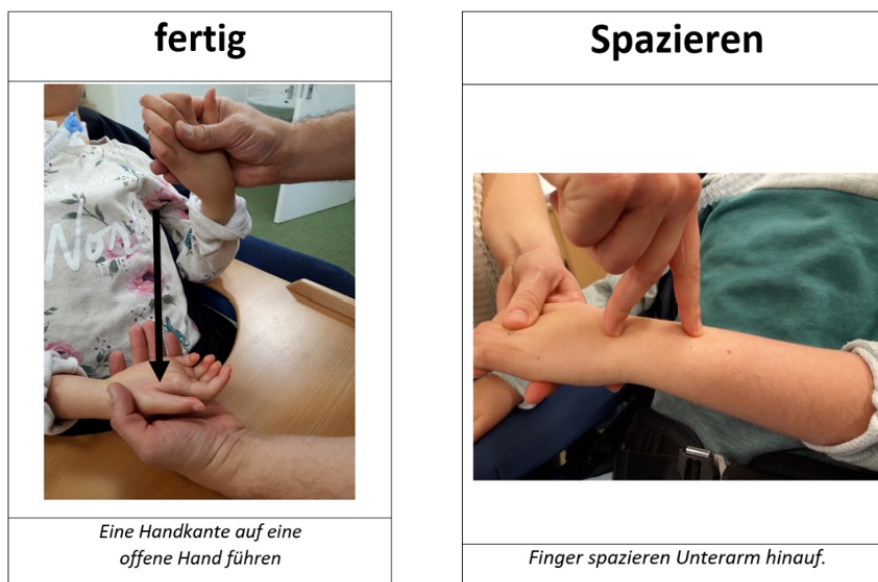 fertig
Eine Handkante auf eine
offene Hand führen
Spazieren
Finger spazieren Unterarm hinauf.